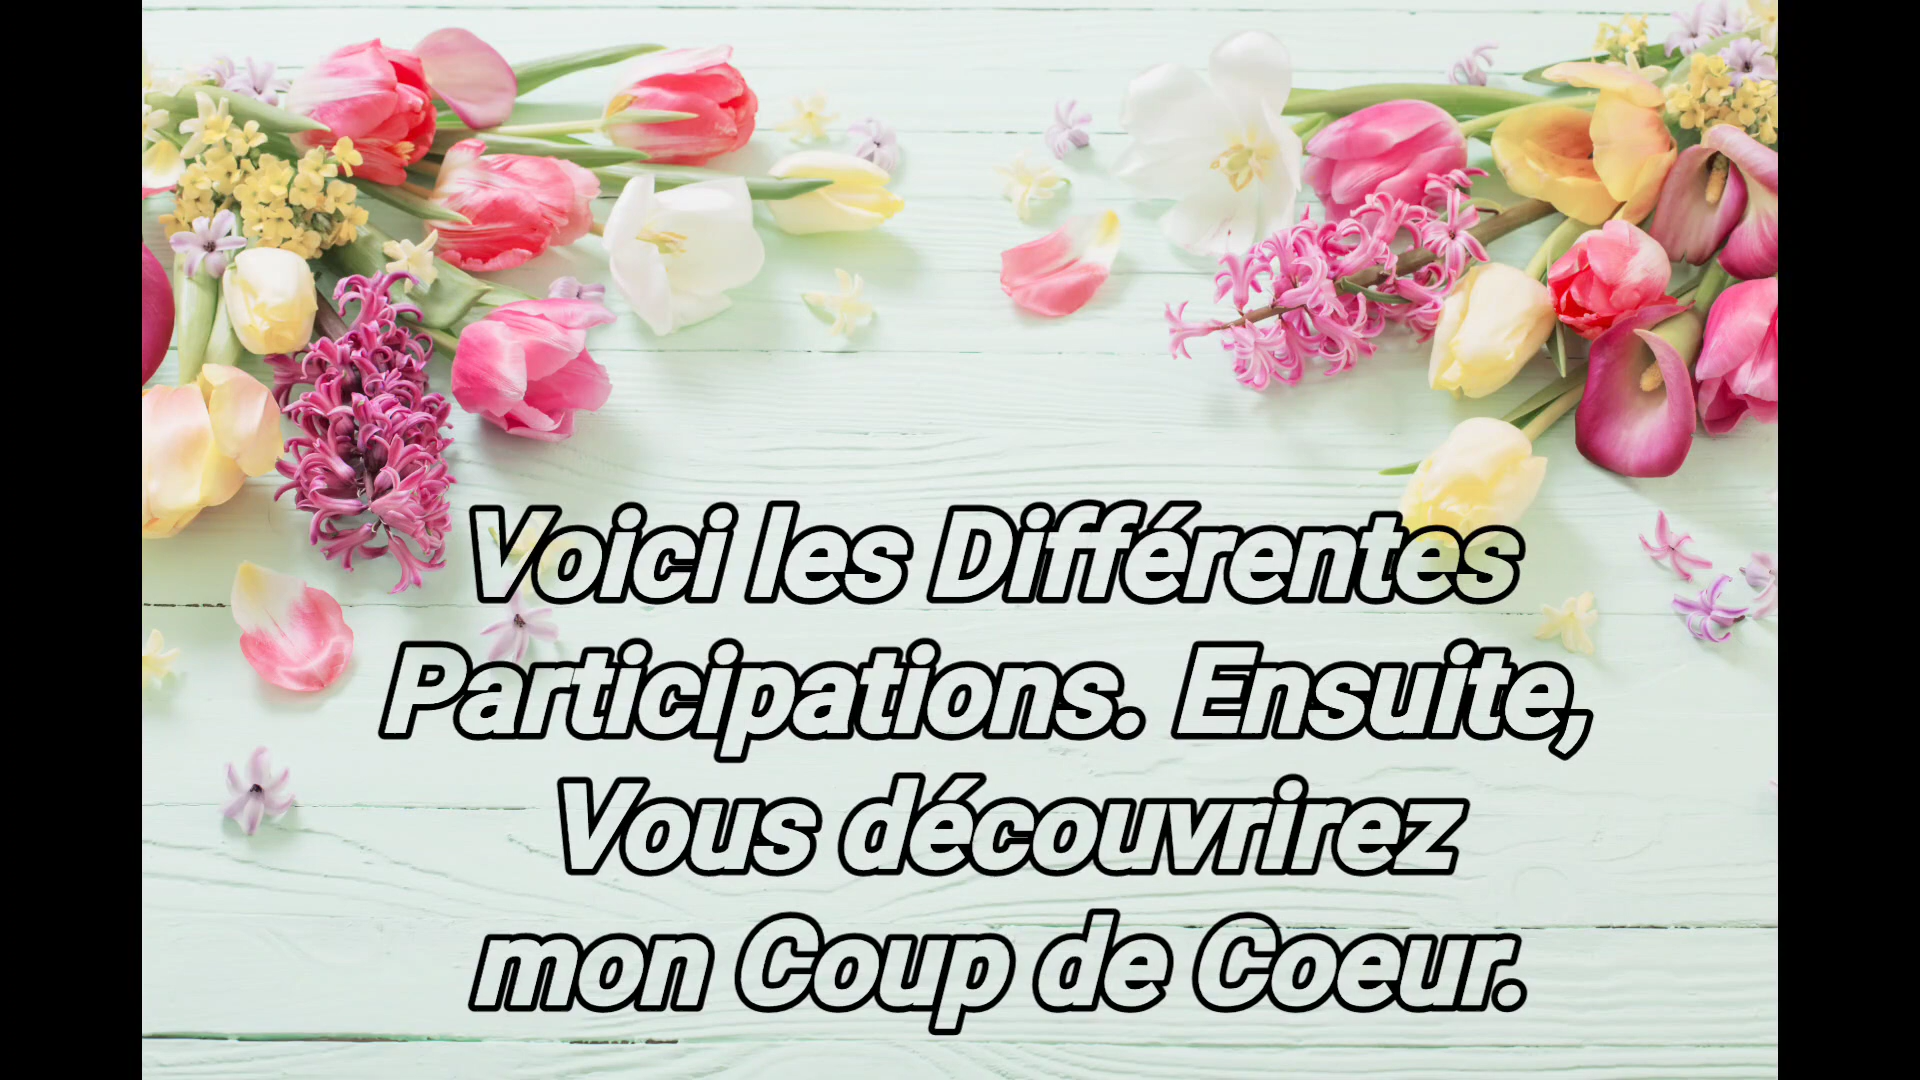 Voici les Différentes
Participations. Ensuite,
Vous découvrirez
mon Coup de Coeur.